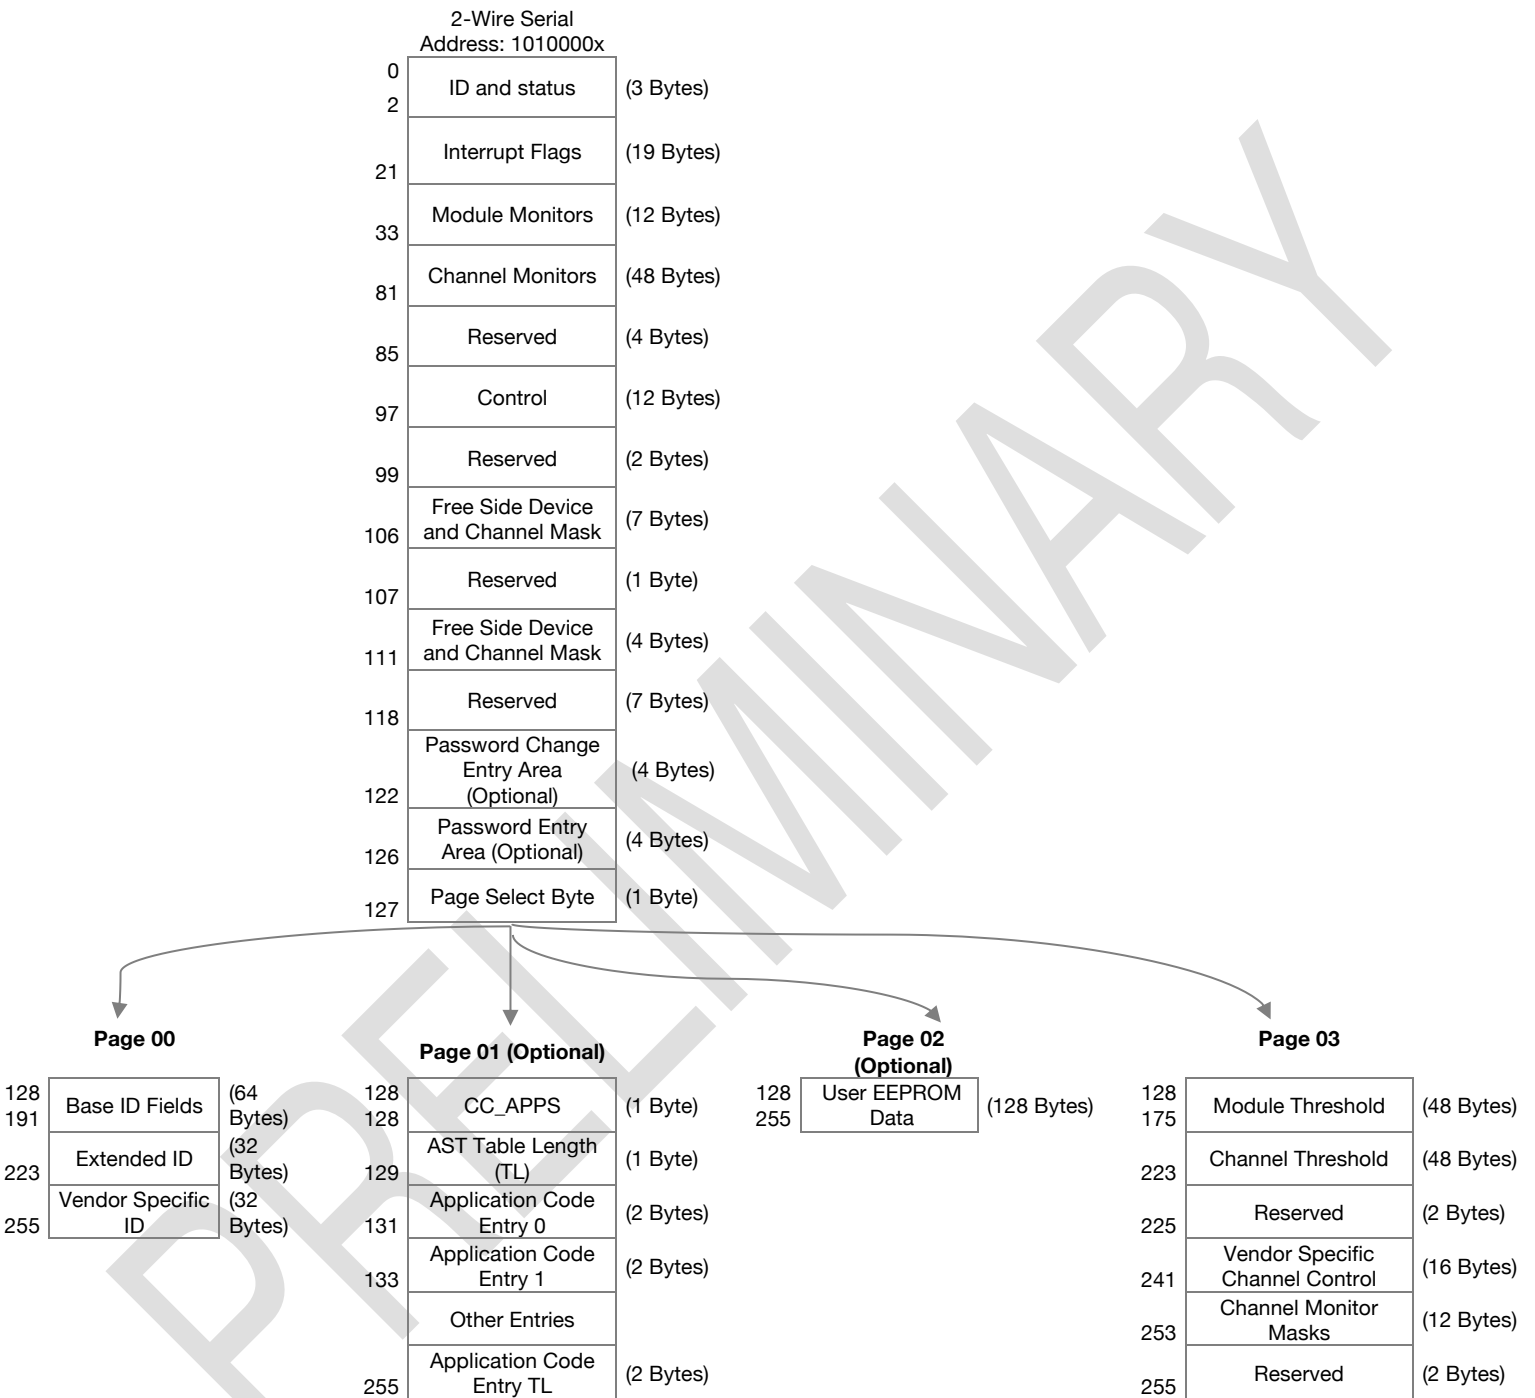 2-Wire Serial
Address: 1010000x
0
2
ID and status
(3 Bytes)
21
Interrupt Flags
(19 Bytes)
33
Module Monitors
(12 Bytes)
81
Channel Monitors
(48 Bytes)
85
Reserved
(4 Bytes)
97
Control
(12 Bytes)
99
Reserved
(2 Bytes)
106
Free Side Device
and Channel Mask
(7 Bytes)
107
Reserved
(1 Byte)
111
Free Side Device
and Channel Mask
(4 Bytes)
118
Reserved
(7 Bytes)
122
Password Change
Entry Area
(Optional)
(4 Bytes)
126
Password Entry
Area (Optional)
(4 Bytes)
127
Page Select Byte
(1 Byte)
Page 00
128
191
Base ID Fields
(64
Bytes)
223
Extended ID
(32
Bytes)
255
Vendor Specific
ID
(32
Bytes)
Page 01 (Optional)
128
128
CC_APPS
(1 Byte)
129
AST Table Length
(TL)
(1 Byte)
131
Application Code
Entry 0
(2 Bytes)
133
Application Code
Entry 1
(2 Bytes)
Other Entries
255
Application Code
Entry TL
(2 Bytes)
Page 02
(Optional)
128
255
User EEPROM
Data
(128 Bytes)
Page 03
128
175
Module Threshold
(48 Bytes)
223
Channel Threshold
(48 Bytes)
225
Reserved
(2 Bytes)
241
Vendor Specific
Channel Control
(16 Bytes)
253
Channel Monitor
Masks
(12 Bytes)
255
Reserved
(2 Bytes)
PRELIMINARY